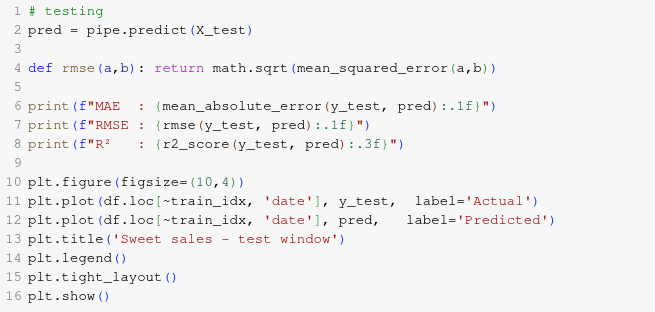 1 # testing
2 pred = pipe.predict(X_test)
3
4 def rmse(a,b): return math.sqrt(mean_squared_error(a,b))
5
6 print(f"MAE  : {mean_absolute_error(y_test, pred):.1f}")
7 print(f"RMSE : {rmse(y_test, pred):.1f}")
8 print(f"R²   : {r2_score(y_test, pred):.3f}")
9
10 plt.figure(figsize=(10,4))
11 plt.plot(df.loc[~train_idx, 'date'], y_test,  label='Actual')
12 plt.plot(df.loc[~train_idx, 'date'], pred,   label='Predicted')
13 plt.title('Sweet sales – test window')
14 plt.legend()
15 plt.tight_layout()
16 plt.show()